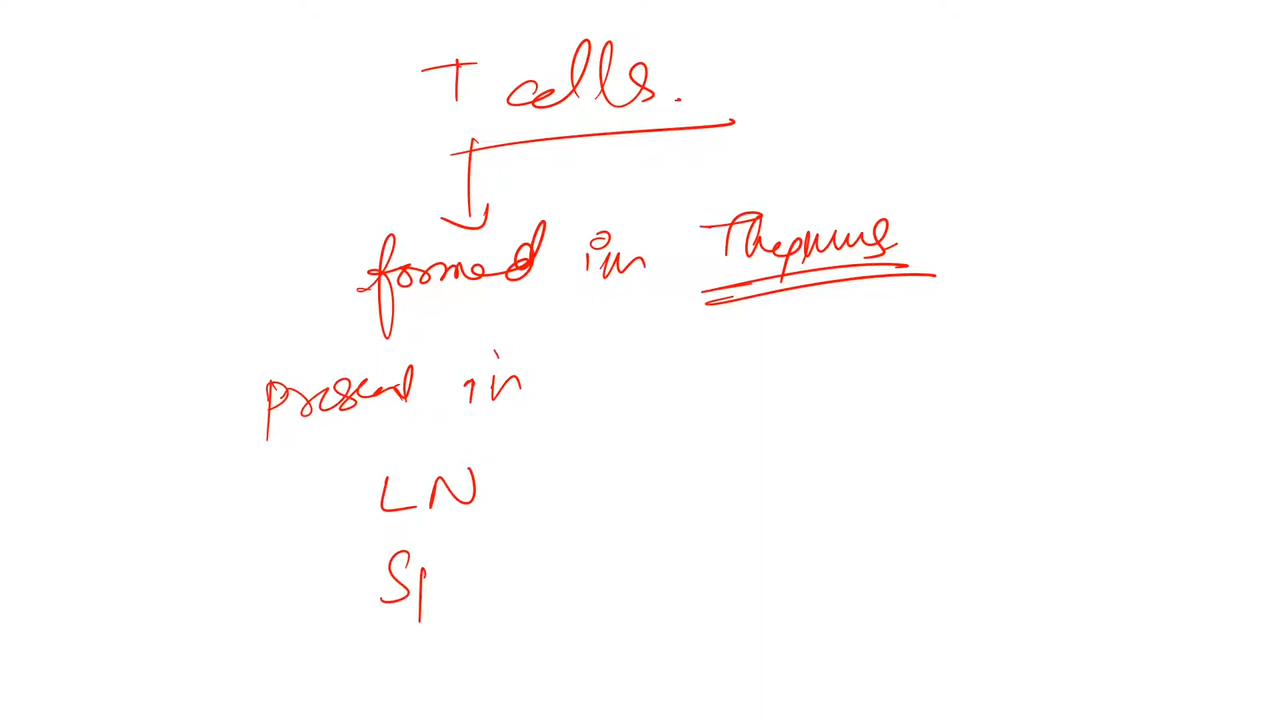 T cells.
formed in Thymus
present in
LN
Sp